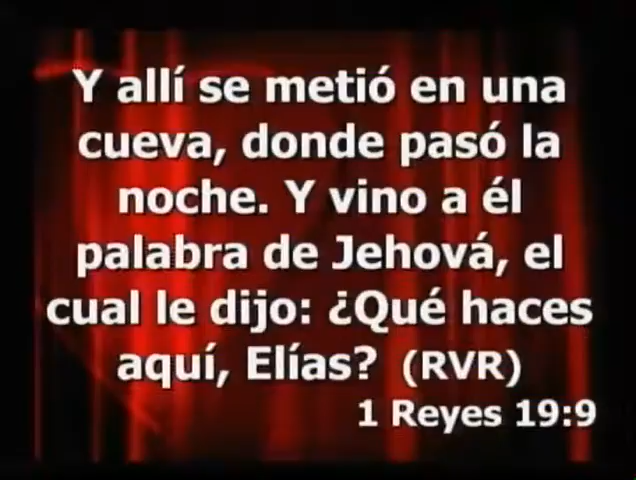 Y allí se metió en una
cueva, donde pasó la
noche. Y vino a él
palabra de Jehová, el
cual le dijo: ¿Qué haces
aquí, Elías? (RVR)
1 Reyes 19:9